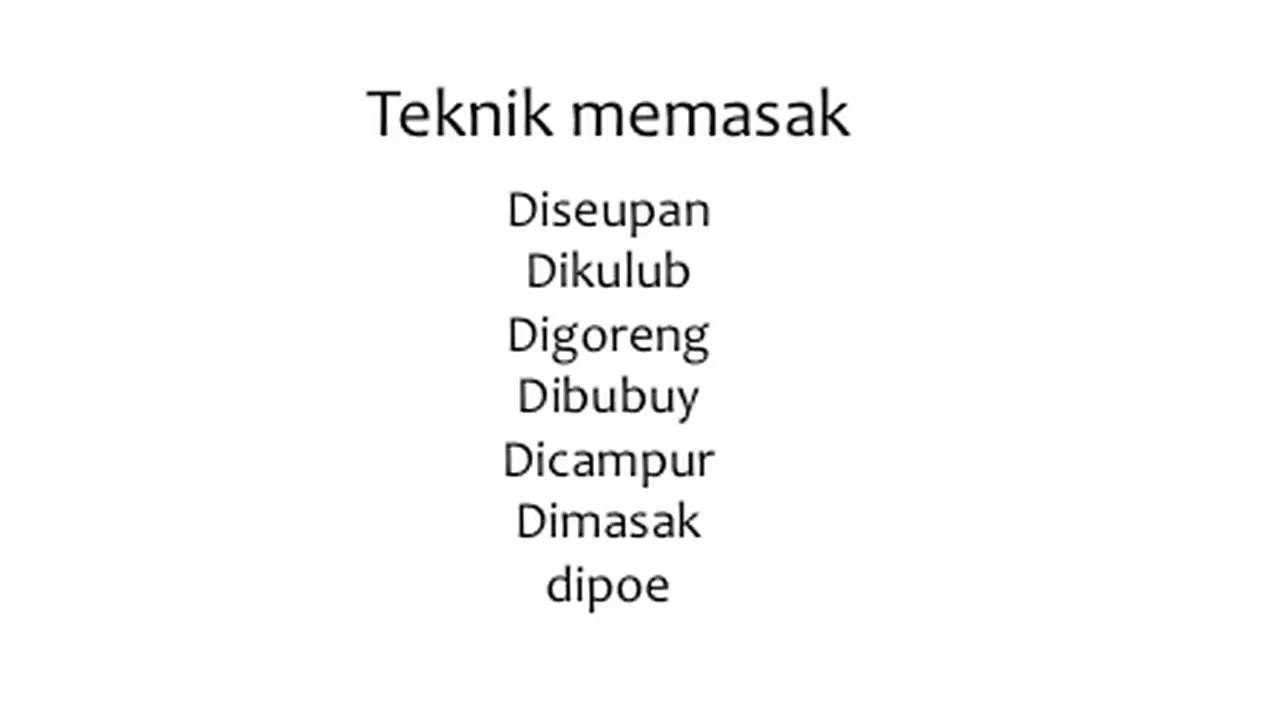 Teknik memasak
Diseupan
Dikulub
Digoreng
Dibubuy
Dicampur
Dimasak
dipoe